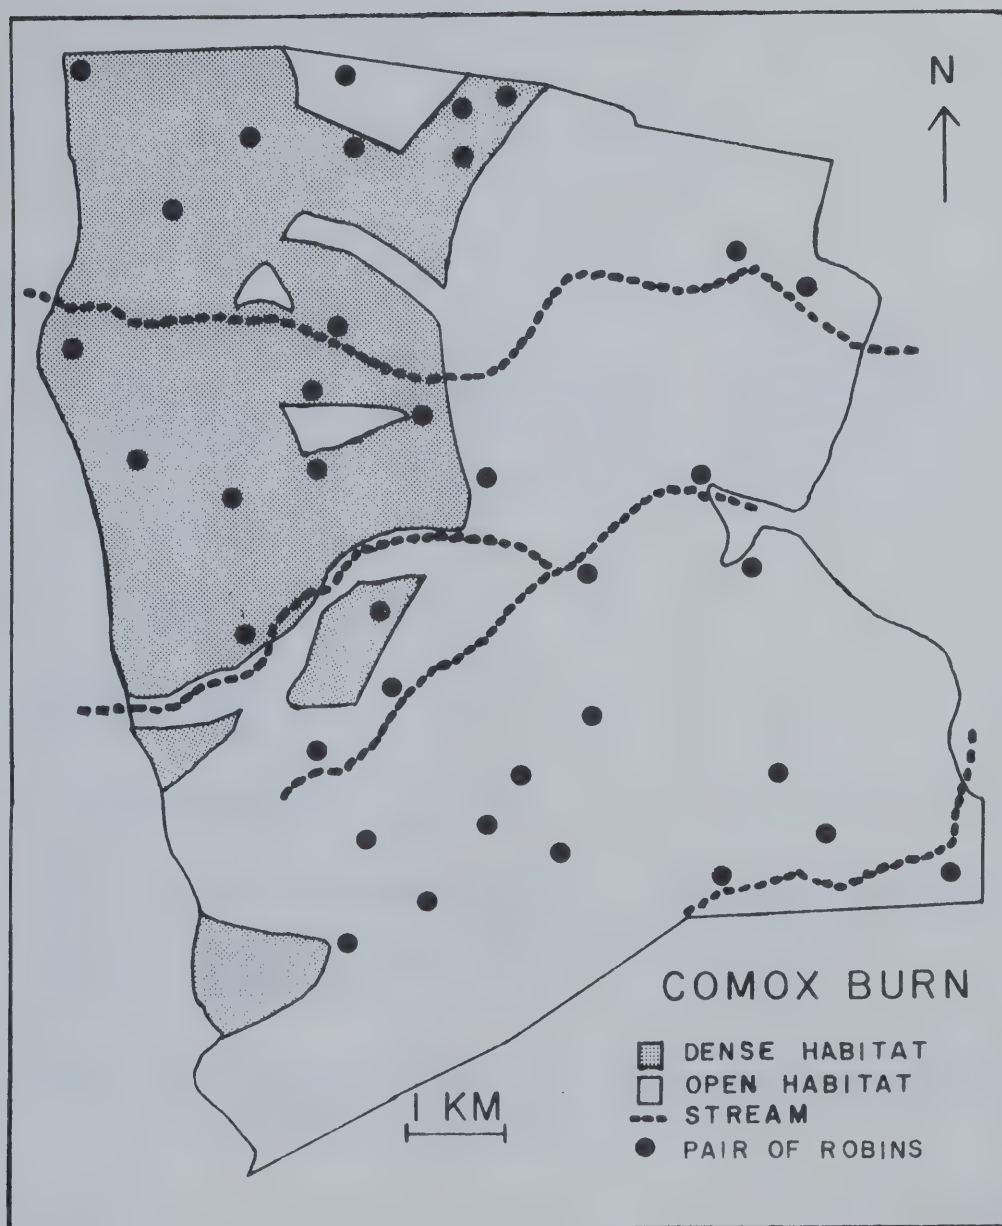 N
COMOX BURN
DENSE HABITAT
OPEN HABITAT
STREAM
PAIR OF ROBINS
1 KM